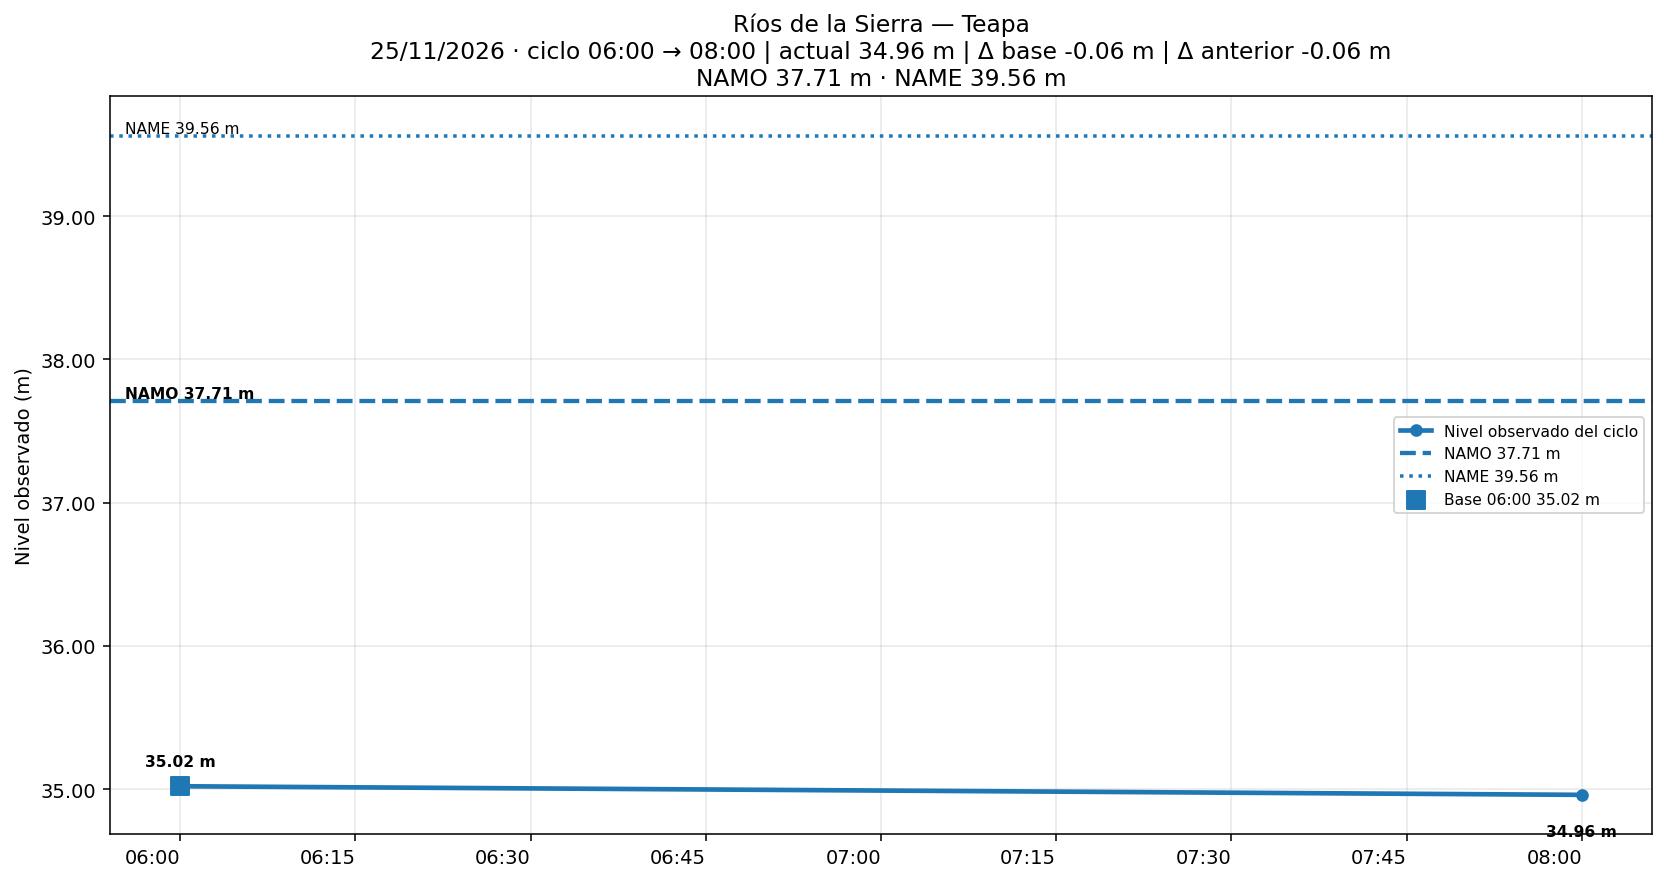 Ríos de la Sierra — Teapa
25/11/2026 · ciclo 06:00 → 08:00 | actual 34.96 m | Δ base -0.06 m | Δ anterior -0.06 m
NAMO 37.71 m · NAME 39.56 m
NAME 39.56 m
39.00
38.00
NAMO 37.71 m
Nivel observado del ciclo
NAMO 37.71 m
NAME 39.56 m
Base 06:00 35.02 m
Nivel observado (m)
37.00
36.00
35.02 m
35.00
34.96 m
06:00 06:15 06:30 06:45 07:00 07:15 07:30 07:45 08:00